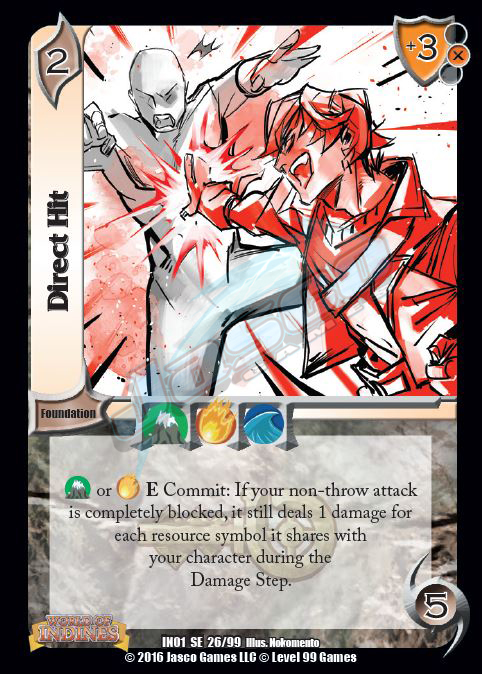 2
+3
Direct Hit
Foundation
or E Commit: If your non-throw attack
is completely blocked, it still deals 1 damage for
each resource symbol it shares with
your character during the
Damage Step.
5
WORLD OF
INDINES
IN01 SE 26/99 Illus. Nokomento
© 2016 Jasco Games LLC © Level 99 Games